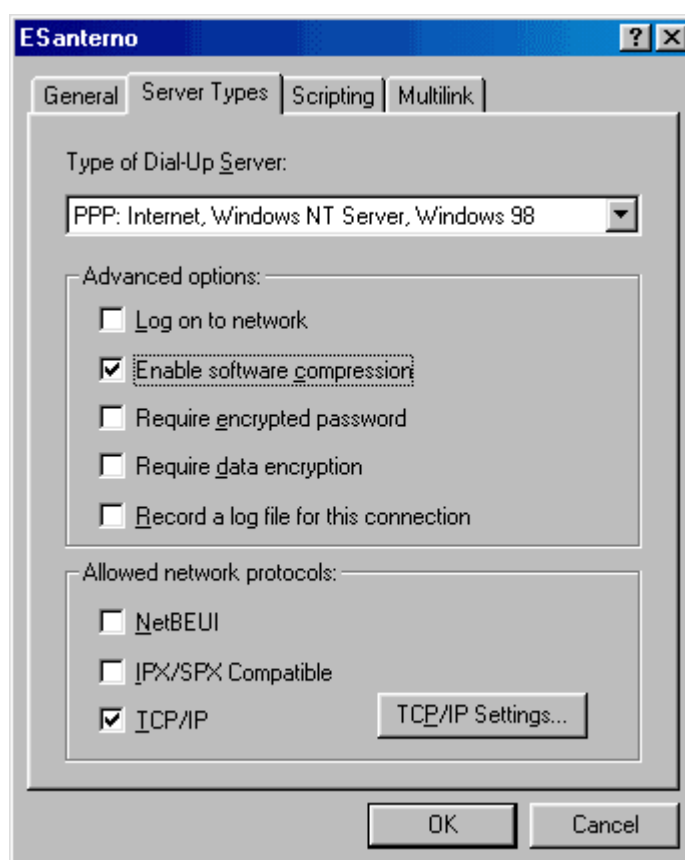 ESanterno
General Server Types Scripting Multilink
Type of Dial-Up Server:
PPP: Internet, Windows NT Server, Windows 98
Advanced options:
Log on to network
Enable software compression
Require encrypted password
Require data encryption
Record a log file for this connection
Allowed network protocols:
NetBEUI
IPX/SPX Compatible
TCP/IP TCP/IP Settings...
OK Cancel